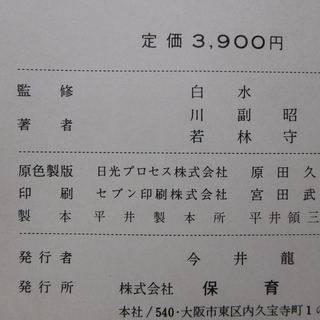 定価 3,900円
監修 白水
著者 川副昭
若林守
原色製版 日光プロセス株式会社 原田久
印刷 セブン印刷株式会社 宮田武
製本 平井製本所 平井領三
発行者 今井龍
発行所 株式会社 保育
本社/540・大阪市東区内久宝寺町1の